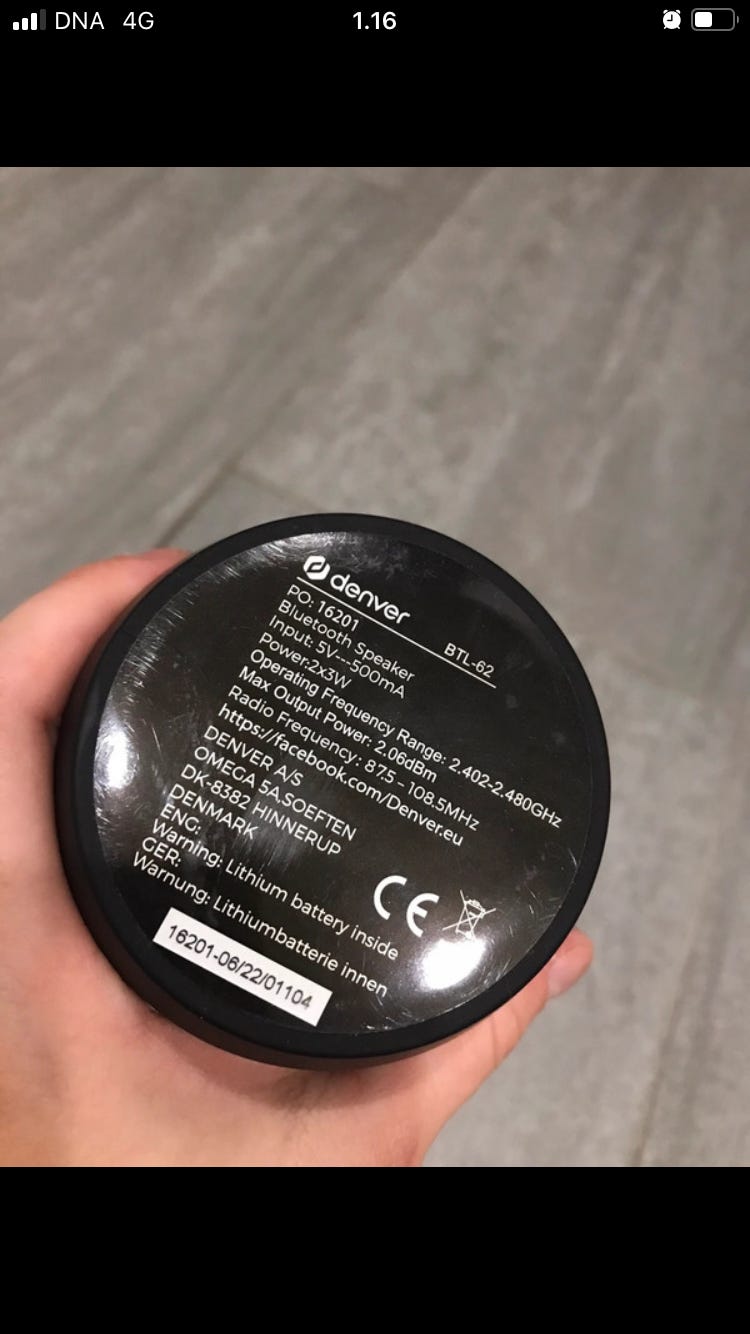 DNA 4G 1.16
denver
BTL-62
PO: 16201
Bluetooth Speaker
Input: 5V---500mA
Power:2x3W
Operating Frequency Range: 2.402-2.480GHz
Max Output Power: 2.06dBm
Radio Frequency: 87.5 – 108.5MHz
https://facebook.com/Denver.eu
DENVER A/S
OMEGA 5A,SOEFTEN
DK-8382 HINNERUP
DENMARK
ENG:
Warning: Lithium battery inside
GER:
Warnung: Lithiumbatterie innen
CE
16201-06/22/01104